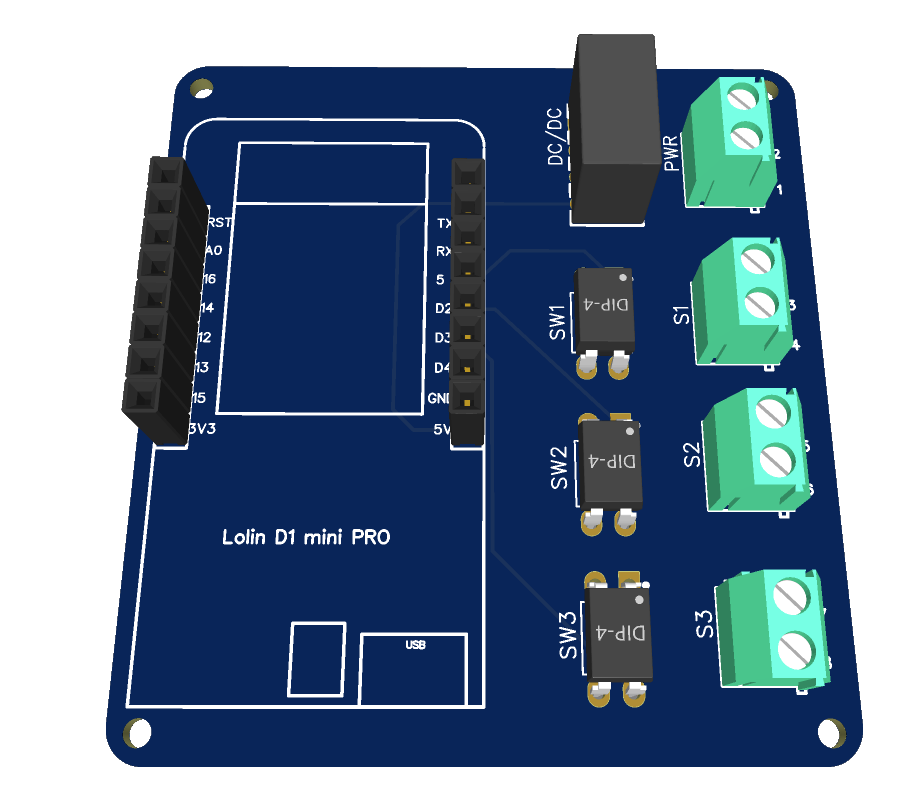 DC/DC
PWR
2
1
RST
A0
16
14
12
13
15
3V3
TX
RX
5
D2
D3
D4
GND
5V
SW1
DIP-4
S1
3
4
SW2
DIP-4
S2
Lolin D1 mini PRO
SW3
DIP-4
S3
USB